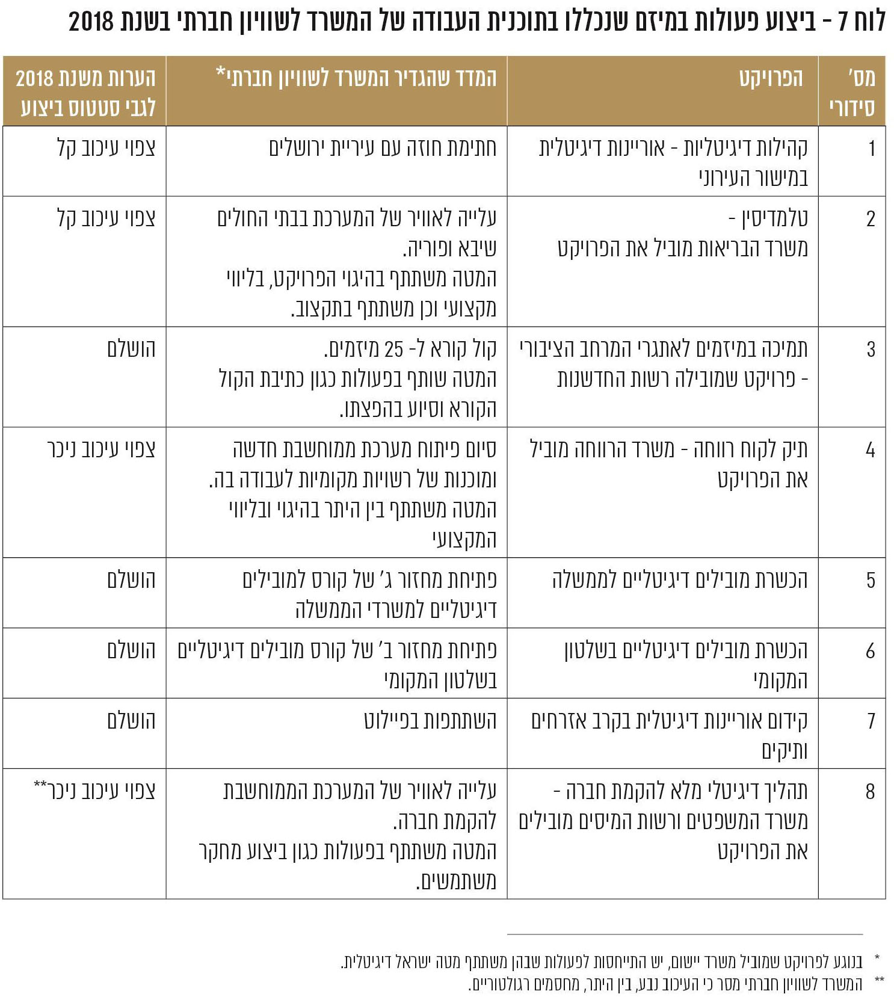 לוח 7 - ביצוע פעולות במיזם שנכללו בתוכנית העבודה של המשרד לשוויון חברתי בשנת 2018
מס'
סידורי
הפרויקט
המדד שהגדיר המשרד לשוויון חברתי*
הערות משנת 2018
לגבי סטטוס ביצוע
1
קהילות דיגיטליות - אוריינות דיגיטלית
במישור העירוני
חתימת חוזה עם עיריית ירושלים
צפוי עיכוב קל
2
טלמדיסין -
משרד הבריאות מוביל את הפרויקט
עלייה לאוויר של המערכת בבתי החולים
שיבא ופוריה.
המטה משתתף בהיגוי הפרויקט, בליווי
מקצועי וכן משתתף בתקצוב.
צפוי עיכוב קל
3
תמיכה במיזמים לאתגרי המרחב הציבורי
- פרויקט שמובילה רשות החדשנות
קול קורא ל- 25 מיזמים.
המטה שותף בפעולות כגון כתיבת הקול
הקורא וסיוע בהפצתו.
הושלם
4
תיק לקוח רווחה - משרד הרווחה מוביל
את הפרויקט
סיום פיתוח מערכת ממוחשבת חדשה
ומוכנות של רשויות מקומיות לעבודה בה.
המטה משתתף בין היתר בהיגוי ובליווי
המקצועי
צפוי עיכוב ניכר
5
הכשרת מובילים דיגיטליים לממשלה
פתיחת מחזור ג' של קורס למובילים
דיגיטליים למשרדי הממשלה
הושלם
6
הכשרת מובילים דיגיטליים בשלטון
המקומי
פתיחת מחזור ב' של קורס מובילים דיגיטליים
בשלטון המקומי
הושלם
7
קידום אוריינות דיגיטלית בקרב אזרחים
ותיקים
השתתפות בפיילוט
הושלם
8
תהליך דיגיטלי מלא להקמת חברה -
משרד המשפטים ורשות המיסים מובילים
את הפרויקט
עלייה לאוויר של המערכת הממוחשבת
להקמת חברה.
המטה משתתף בפעולות כגון ביצוע מחקר
משתמשים.
צפוי עיכוב ניכר**
* בנוגע לפרויקט שמוביל משרד יישום, יש התייחסות לפעולות שבהן משתתף מטה ישראל דיגיטלית.
** המשרד לשוויון חברתי מסר כי העיכוב נבע, בין היתר, מחסמים רגולטוריים.